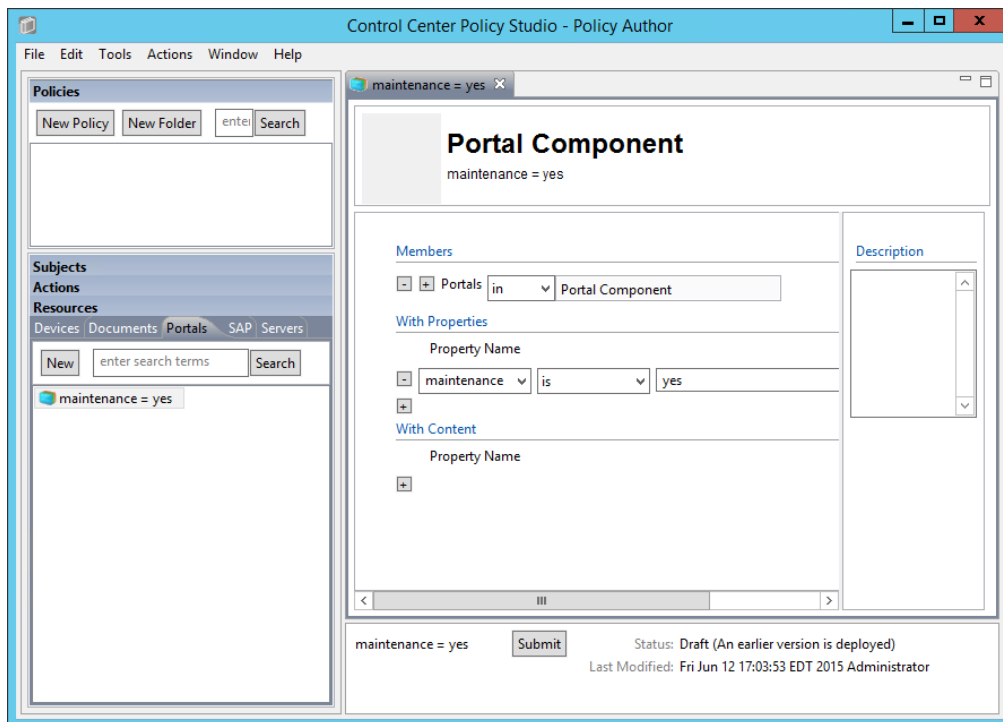 Control Center Policy Studio - Policy Author
File Edit Tools Actions Window Help
Policies
New Policy New Folder enter Search
Subjects
Actions
Resources
Devices Documents Portals SAP Servers
New enter search terms Search
maintenance = yes
maintenance = yes
Portal Component
maintenance = yes
Members
- + Portals in Portal Component
With Properties
Property Name
- maintenance is yes
+
With Content
Property Name
+
Description
maintenance = yes Submit Status: Draft (An earlier version is deployed)
Last Modified: Fri Jun 12 17:03:53 EDT 2015 Administrator